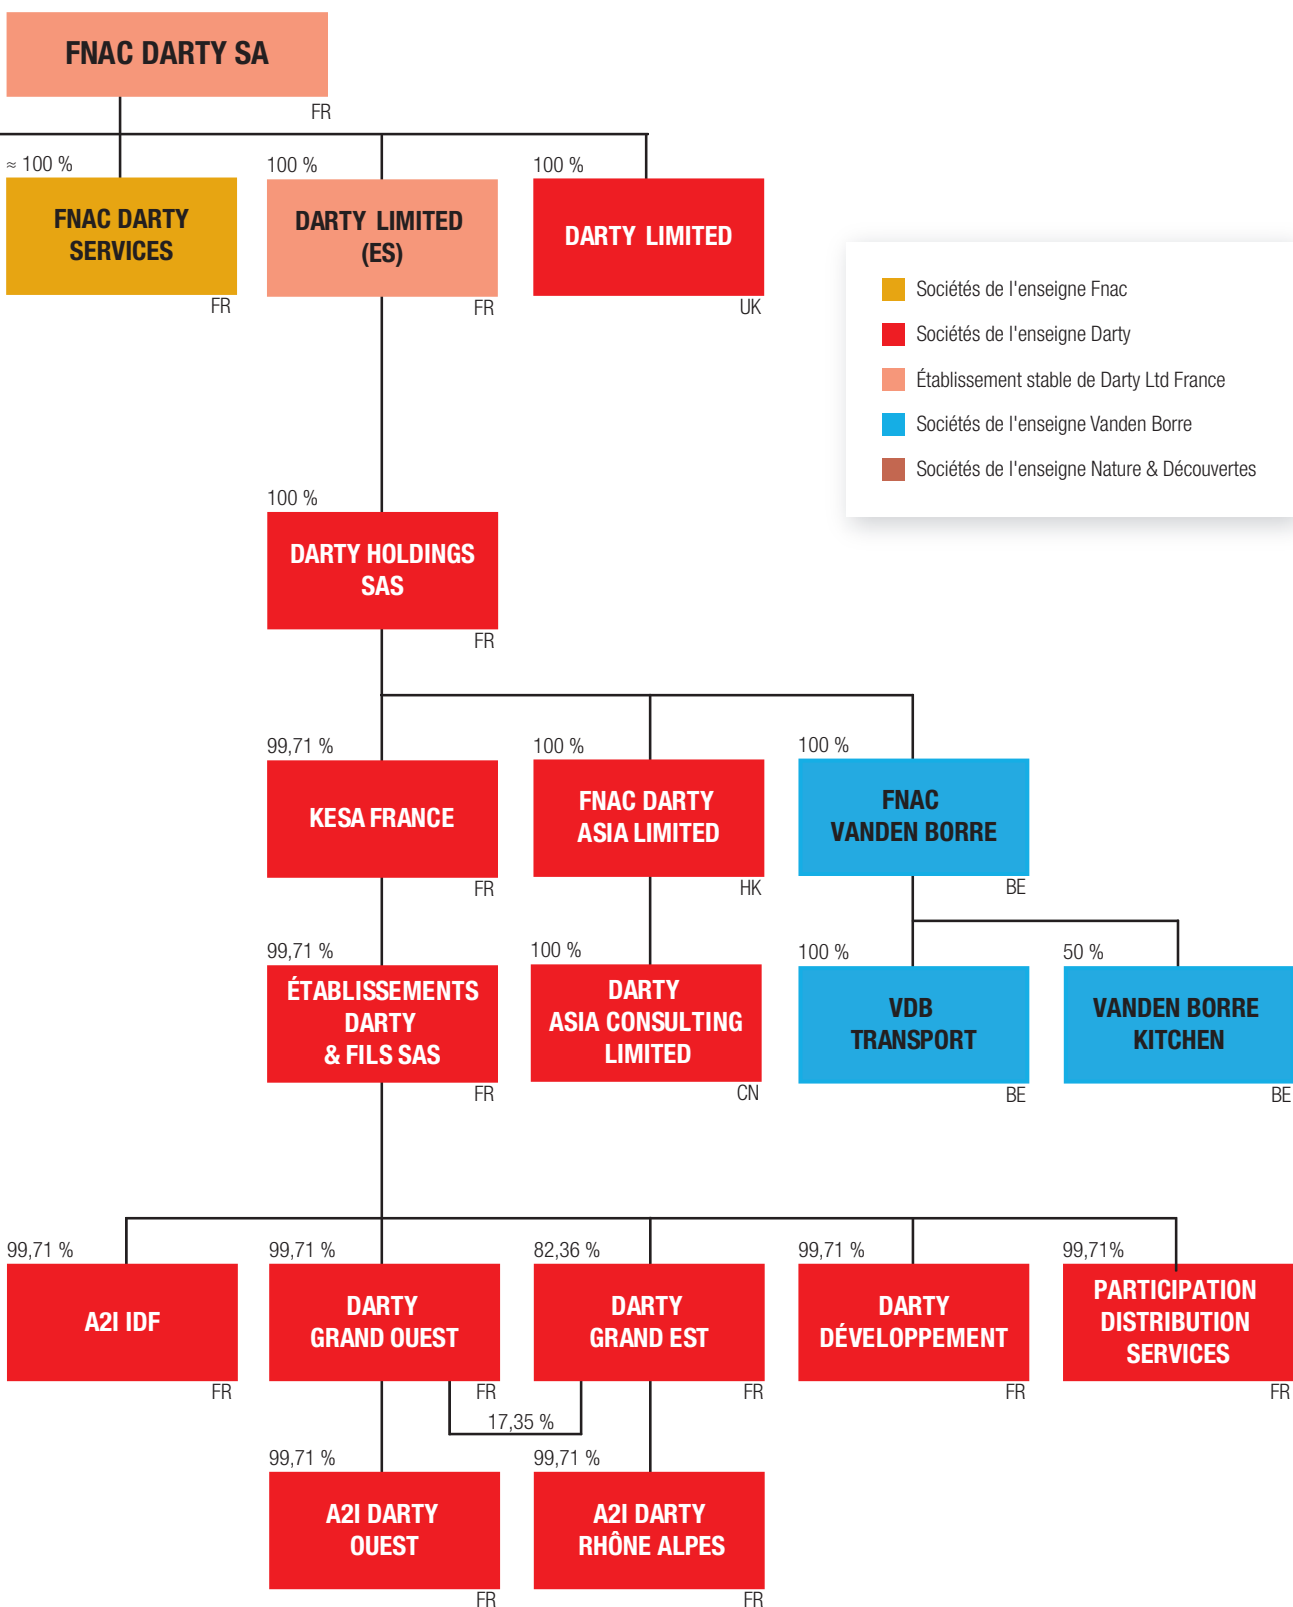 FNAC DARTY SA
FR
≈ 100 %
100 %
100 %
FNAC DARTY
SERVICES
FR
DARTY LIMITED
(ES)
FR
DARTY LIMITED
UK
Sociétés de l'enseigne Fnac
Sociétés de l'enseigne Darty
Établissement stable de Darty Ltd France
Sociétés de l'enseigne Vanden Borre
Sociétés de l'enseigne Nature & Découvertes
100 %
DARTY HOLDINGS
SAS
FR
99,71 %
KESA FRANCE
FR
100 %
FNAC DARTY
ASIA LIMITED
HK
100 %
FNAC
VANDEN BORRE
BE
99,71 %
ÉTABLISSEMENTS
DARTY
& FILS SAS
FR
100 %
DARTY
ASIA CONSULTING
LIMITED
CN
100 %
VDB
TRANSPORT
BE
50 %
VANDEN BORRE
KITCHEN
BE
99,71 %
A2I IDF
FR
99,71 %
DARTY
GRAND OUEST
FR
82,36 %
DARTY
GRAND EST
FR
99,71 %
DARTY
DÉVELOPPEMENT
FR
99,71%
PARTICIPATION
DISTRIBUTION
SERVICES
FR
17,35 %
99,71 %
A2I DARTY
OUEST
FR
99,71 %
A2I DARTY
RHÔNE ALPES
FR